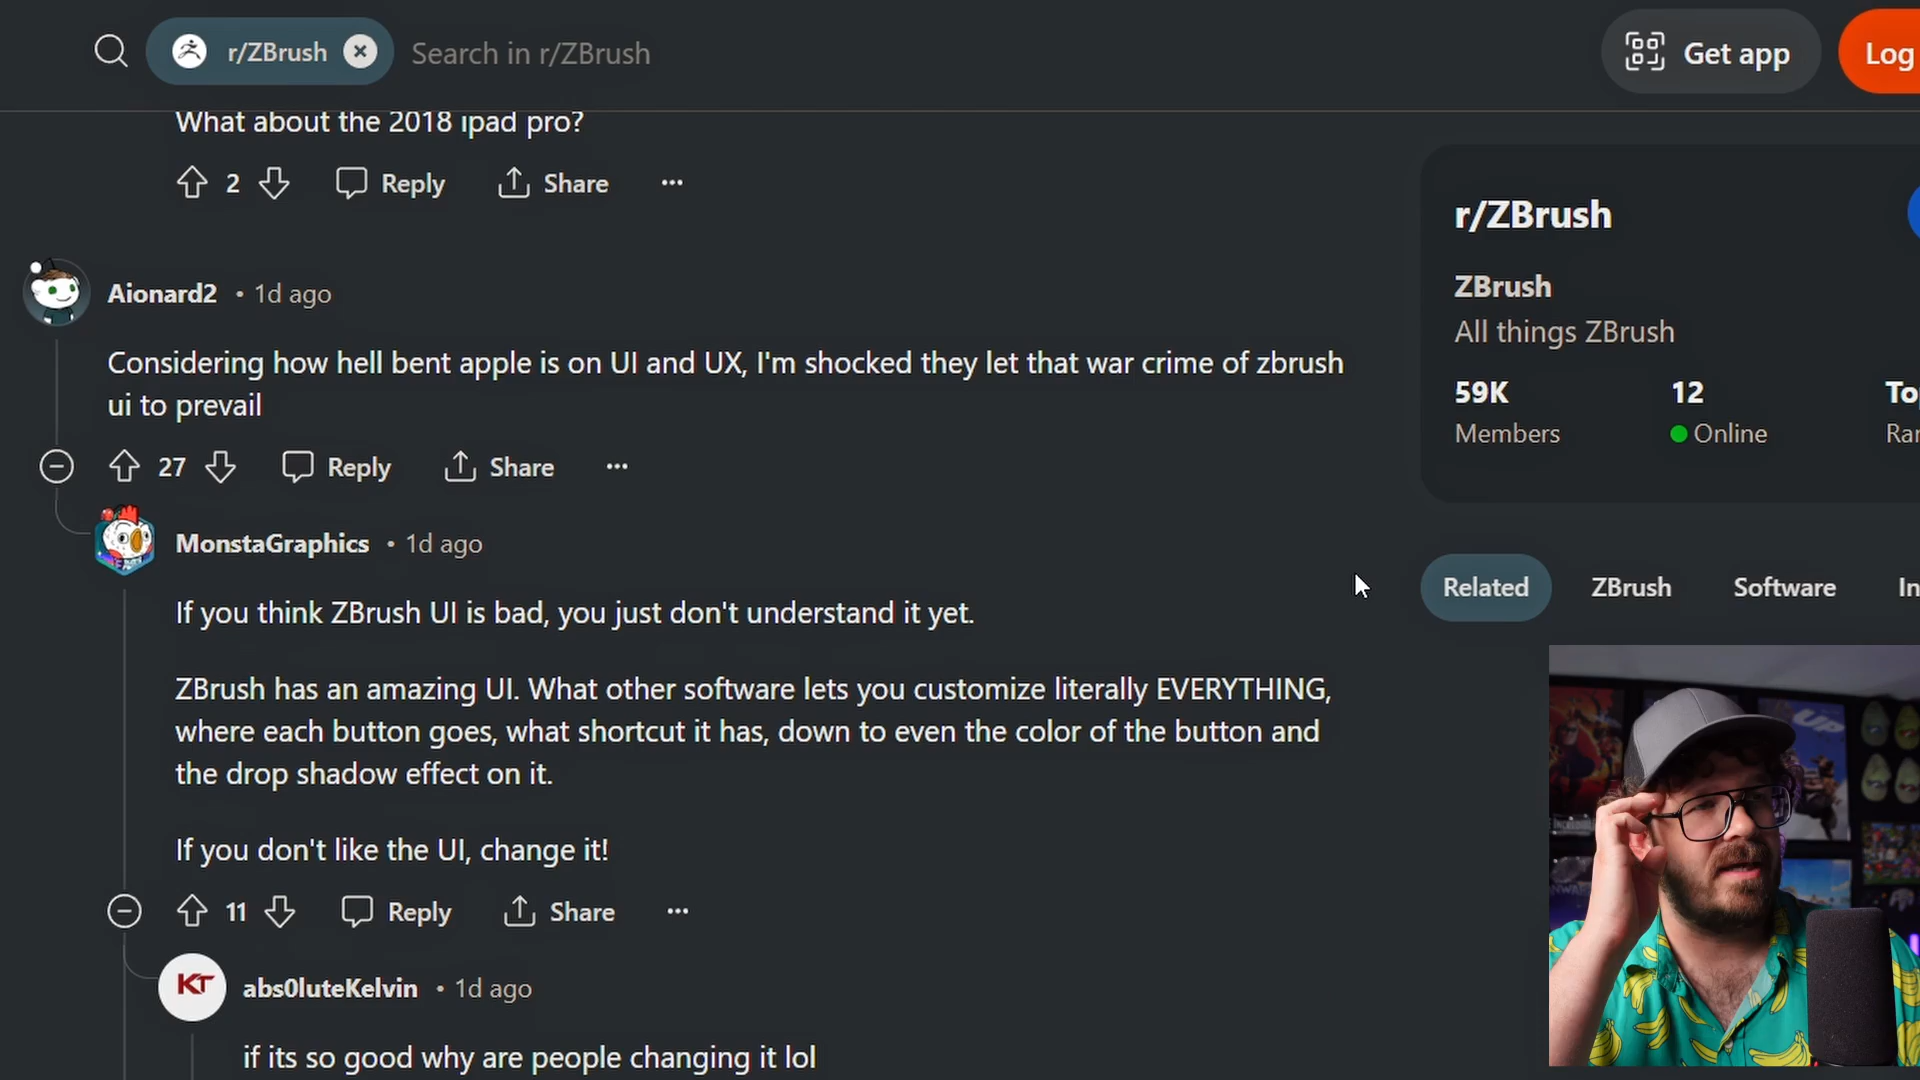 r/ZBrush
Search in r/ZBrush
Get app
Log
What about the 2018 ipad pro?
2
Reply
Share
r/ZBrush
ZBrush
All things ZBrush
59K
12
Members
Online
Aionard2 • 1d ago
Considering how hell bent apple is on UI and UX, I'm shocked they let that war crime of zbrush
ui to prevail
27
Reply
Share
MonstaGraphics • 1d ago
If you think ZBrush UI is bad, you just don't understand it yet.
ZBrush has an amazing UI. What other software lets you customize literally EVERYTHING,
where each button goes, what shortcut it has, down to even the color of the button and
the drop shadow effect on it.
If you don't like the UI, change it!
11
Reply
Share
Related
ZBrush
Software
In
UP
KT
abs0luteKelvin • 1d ago
if its so good why are people changing it lol